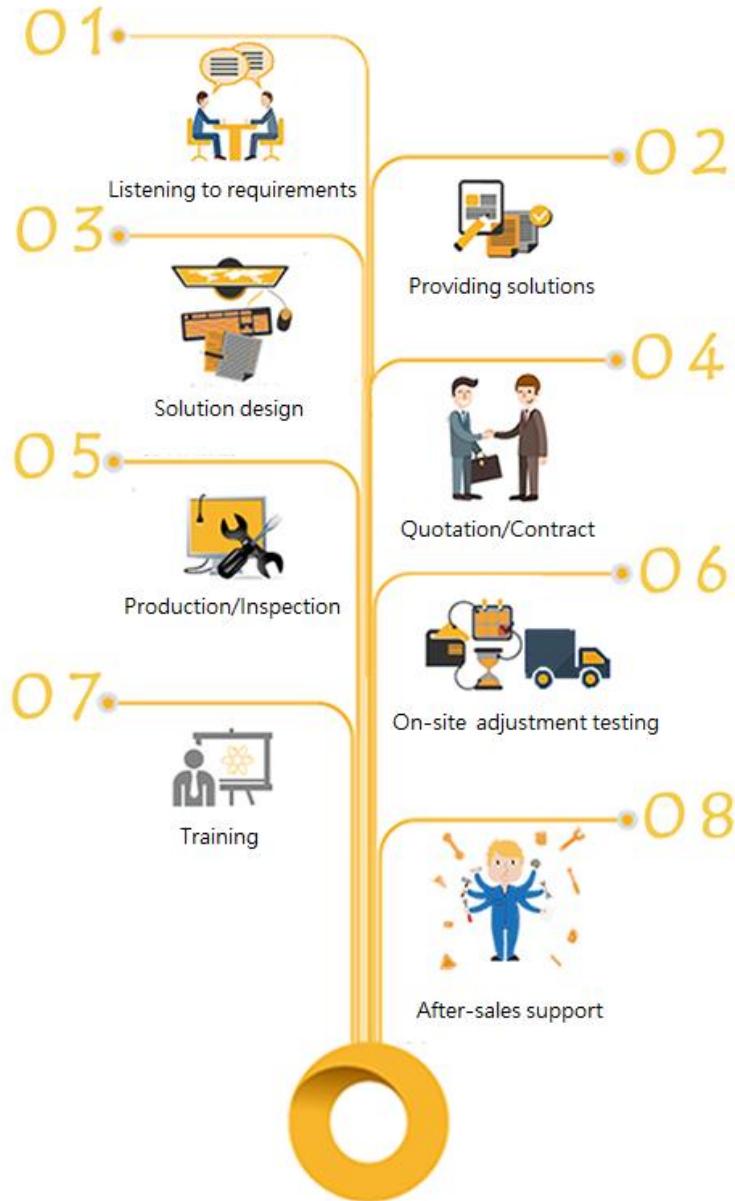 01
Listening to requirements
02
Providing solutions
03
Solution design
04
Quotation/Contract
05
Production/Inspection
06
On-site adjustment testing
07
Training
08
After-sales support